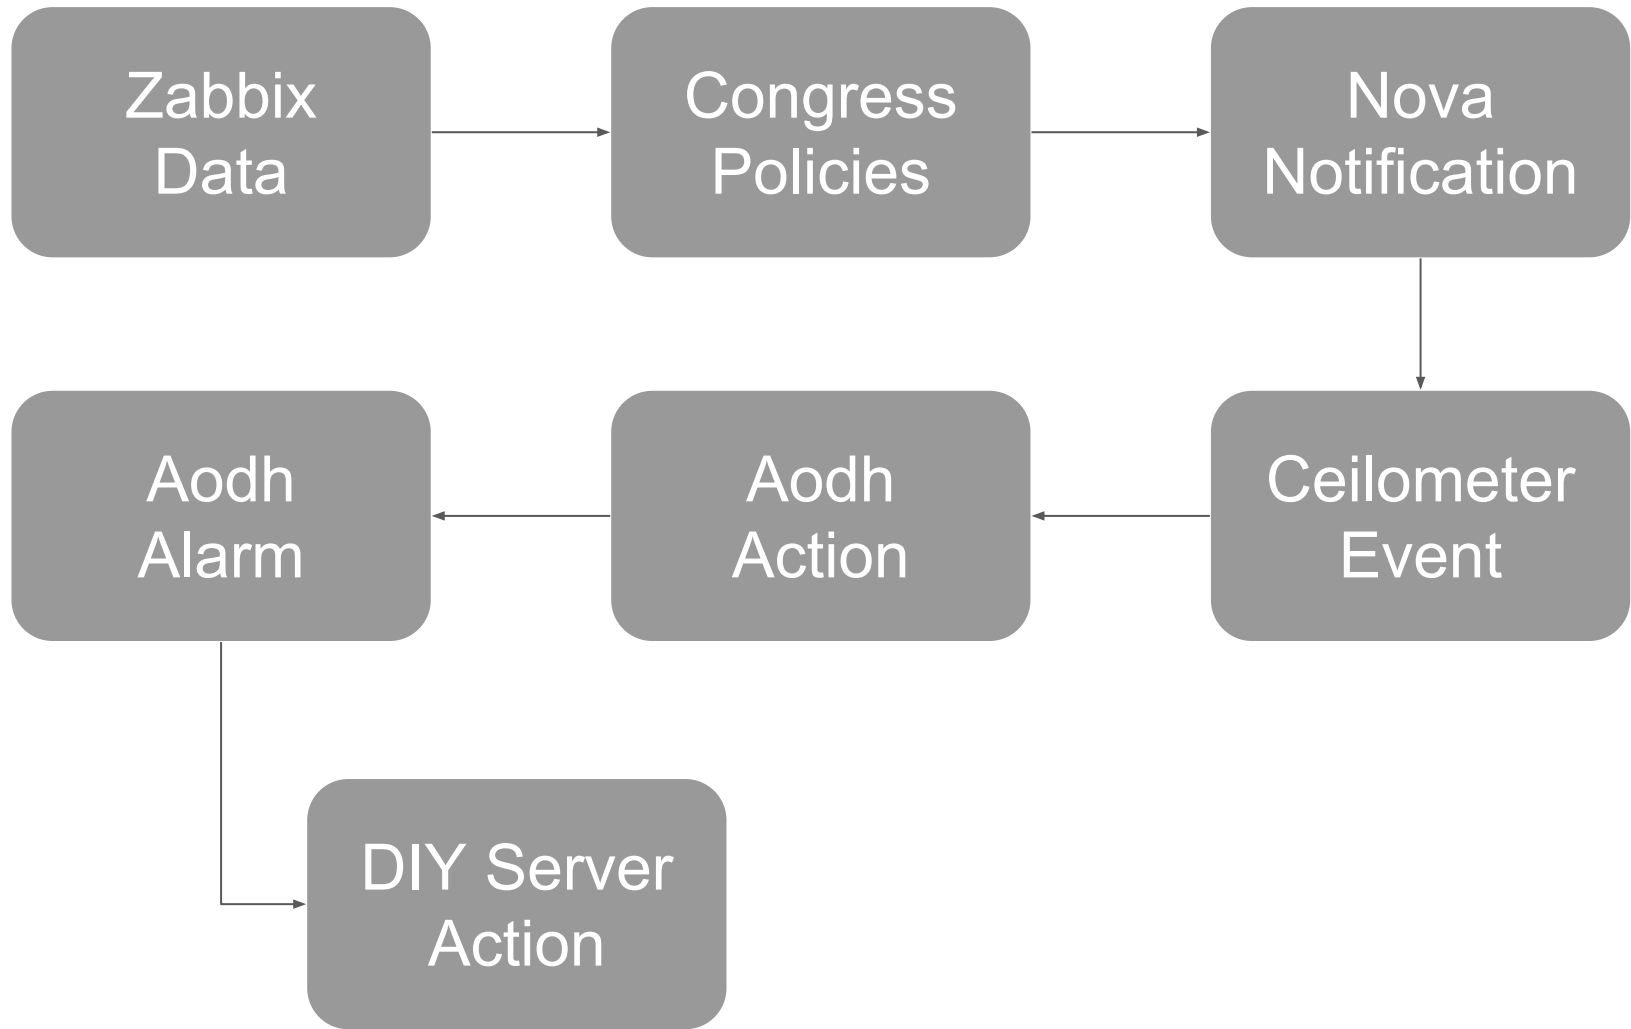 Zabbix
Data
Congress
Policies
Nova
Notification
Ceilometer
Event
Aodh
Action
Aodh
Alarm
DIY Server
Action